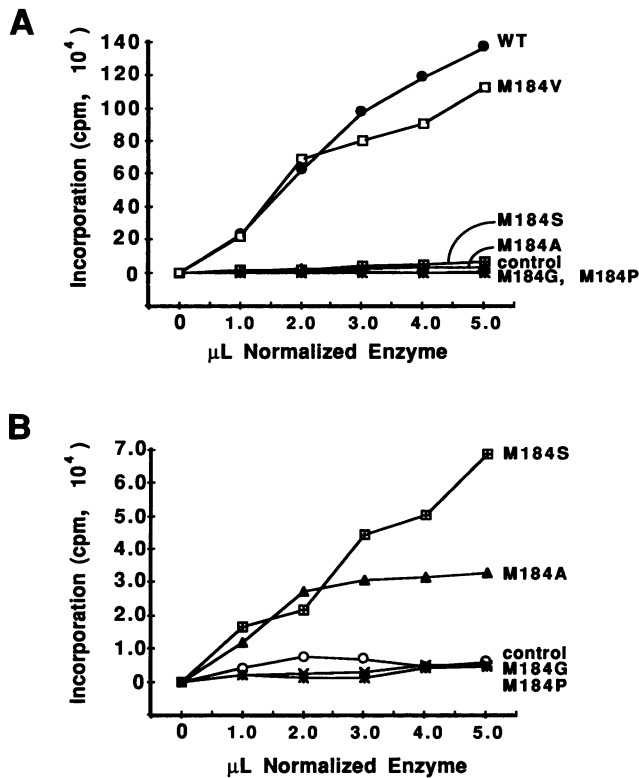 A
Incorporation (cpm, 10⁴)
140
120
100
80
60
40
20
0
WT
M184V
M184S
M184A
control
M184G, M184P
0 1.0 2.0 3.0 4.0 5.0
μL Normalized Enzyme
B
Incorporation (cpm, 10⁴)
7.0
6.0
5.0
4.0
3.0
2.0
1.0
0
M184S
M184A
control
M184G
M184P
0 1.0 2.0 3.0 4.0 5.0
μL Normalized Enzyme